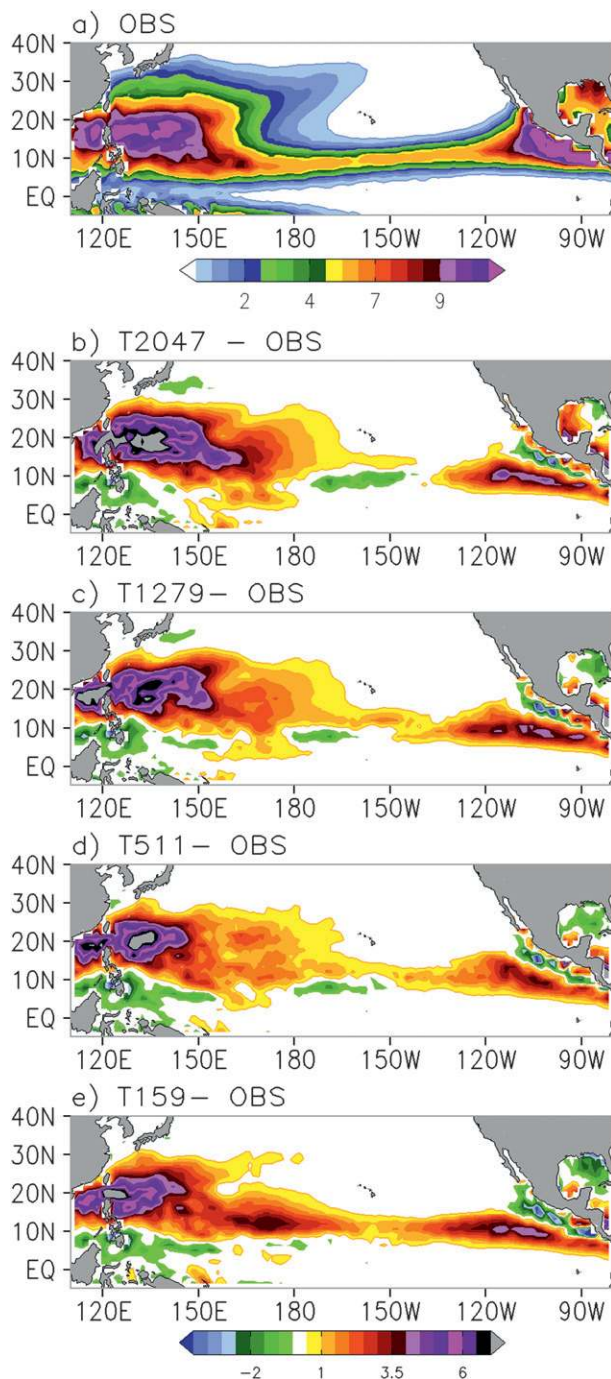 a) OBS
40N
30N
20N
10N
EQ
120E 150E 180 150W 120W 90W
2 4 7 9
b) T2047 - OBS
40N
30N
20N
10N
EQ
120E 150E 180 150W 120W 90W
c) T1279- OBS
40N
30N
20N
10N
EQ
120E 150E 180 150W 120W 90W
d) T511- OBS
40N
30N
20N
10N
EQ
120E 150E 180 150W 120W 90W
e) T159- OBS
40N
30N
20N
10N
EQ
120E 150E 180 150W 120W 90W
-2 1 3.5 6